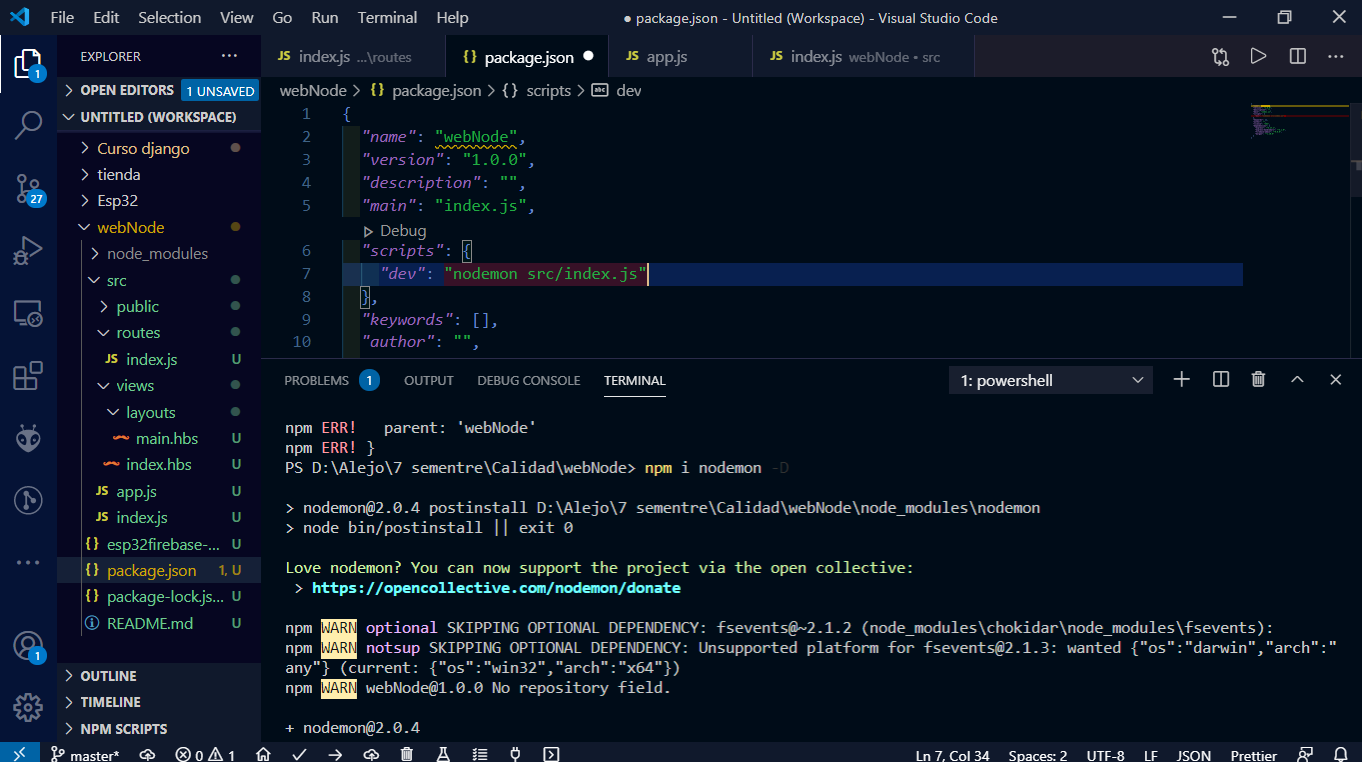 File Edit Selection View Go Run Terminal Help ● package.json - Untitled (Workspace) - Visual Studio Code
EXPLORER ···
JS index.js ...\routes {} package.json ● JS app.js JS index.js webNode • src
1
> OPEN EDITORS 1 UNSAVED
UNTITLED (WORKSPACE)
Curso django
tienda
Esp32
webNode
node_modules
src
public
routes
JS index.js U
views
layouts
main.hbs U
index.hbs U
JS app.js U
JS index.js U
{} esp32firebase-... U
{} package.json 1, U
{} package-lock.js... U
README.md U
OUTLINE
TIMELINE
NPM SCRIPTS
27
1
webNode > {} package.json > {} scripts > abc dev
1 {
2 "name": "webNode",
3 "version": "1.0.0",
4 "description": "",
5 "main": "index.js",
Debug
6 "scripts": {
7 "dev": "nodemon src/index.js"
8 },
9 "keywords": [],
10 "author": "",
PROBLEMS 1 OUTPUT DEBUG CONSOLE TERMINAL 1: powershell
npm ERR!   parent: 'webNode'
npm ERR! }
PS D:\Alejo\7 sementre\Calidad\webNode> npm i nodemon -D
> nodemon@2.0.4 postinstall D:\Alejo\7 sementre\Calidad\webNode\node_modules\nodemon
> node bin/postinstall || exit 0
Love nodemon? You can now support the project via the open collective:
> https://opencollective.com/nodemon/donate
npm WARN optional SKIPPING OPTIONAL DEPENDENCY: fsevents@~2.1.2 (node_modules\chokidar\node_modules\fsevents):
npm WARN notsup SKIPPING OPTIONAL DEPENDENCY: Unsupported platform for fsevents@2.1.3: wanted {"os":"darwin","arch":"
any"} (current: {"os":"win32","arch":"x64"})
npm WARN webNode@1.0.0 No repository field.
+ nodemon@2.0.4
master* 0 1 Ln 7, Col 34 Spaces: 2 UTF-8 LF JSON Prettier